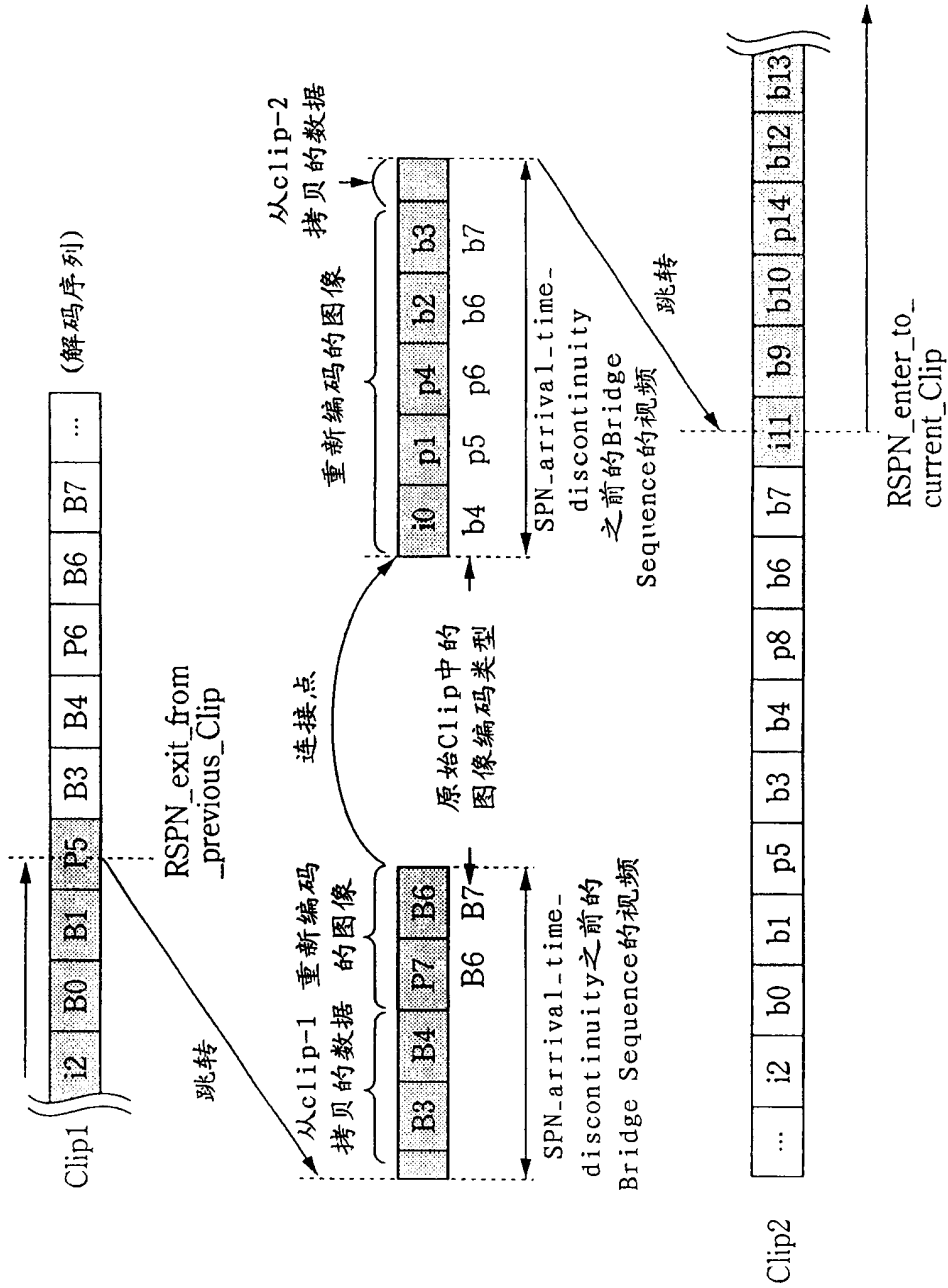 (解码序列)
Clip1
i2 B0 B1 P5 B3 B4 P6 B6 B7 ...
RSPN_exit_from
_previous_Clip
跳转
连接点
从clip-1
拷贝的数据
重新编码
的图像
重新编码的图像
从clip-2
拷贝的数据
B3 B4 P7 B6
B6 B7
i0 p1 p4 b2 b3
b4 p5 p6 b6 b7
原始Clip中的
图像编码类型
SPN_arrival_time_
discontinuity之前的
Bridge Sequence的视频
SPN_arrival_time_
discontinuity
之前的Bridge
Sequence的视频
跳转
Clip2
... i2 b0 b1 p5 b3 b4 p8 b6 b7 i11 b9 b10 p14 b12 b13
RSPN_enter_to_
current_Clip